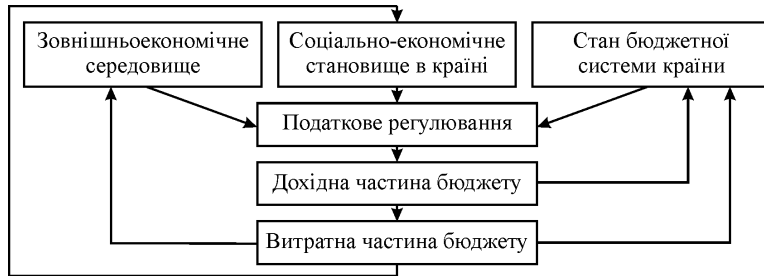 Зовнішньоекономічне
середовище
Соціально-економічне
становище в країні
Стан бюджетної
системи країни
Податкове регулювання
Дохідна частина бюджету
Витратна частина бюджету